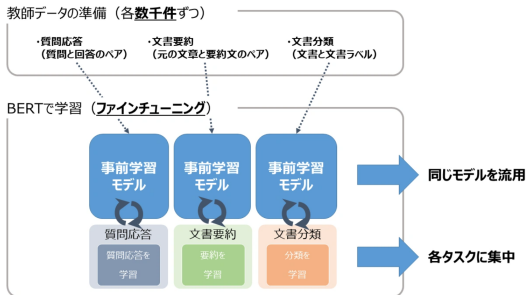 教師データの準備（各数千件ずつ）
・質問応答
（質問と回答のペア）
・文書要約
（元の文章と要約文のペア）
・文書分類
（文書と文書ラベル）
BERTで学習（ファインチューニング）
事前学習
モデル
事前学習
モデル
事前学習
モデル
同じモデルを流用
質問応答
質問応答を
学習
文書要約
要約を
学習
文書分類
分類を
学習
各タスクに集中